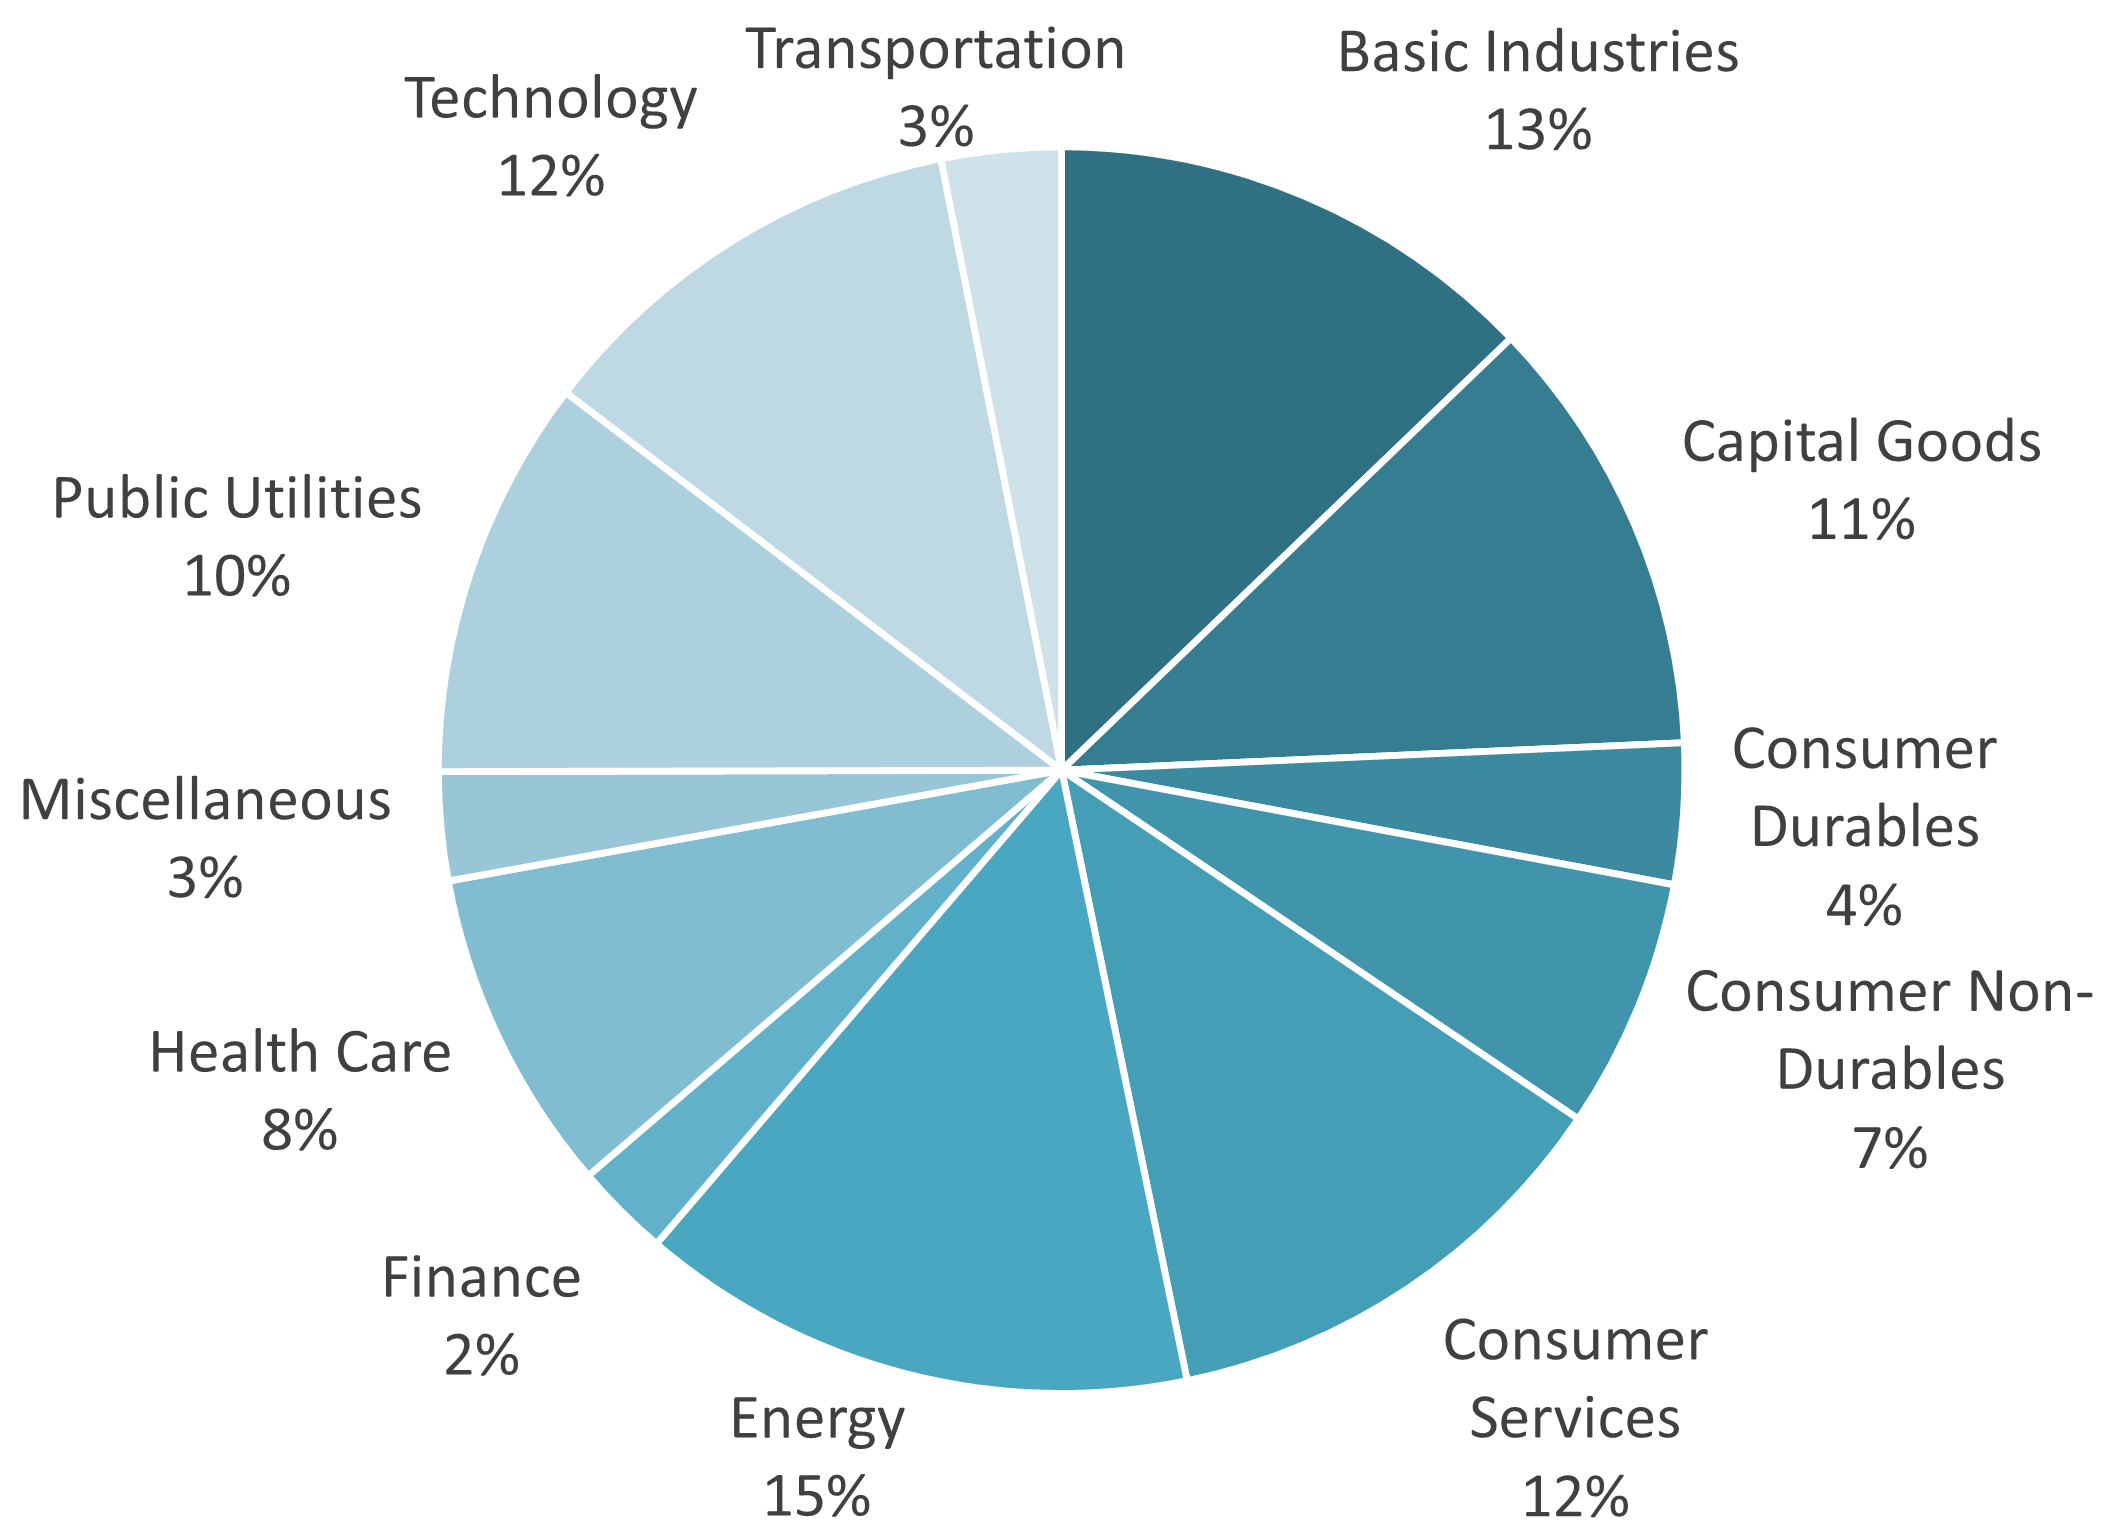 Transportation
3%
Basic Industries
13%
Technology
12%
Capital Goods
11%
Public Utilities
10%
Consumer
Durables
4%
Miscellaneous
3%
Consumer Non-
Durables
7%
Health Care
8%
Finance
2%
Consumer
Services
12%
Energy
15%